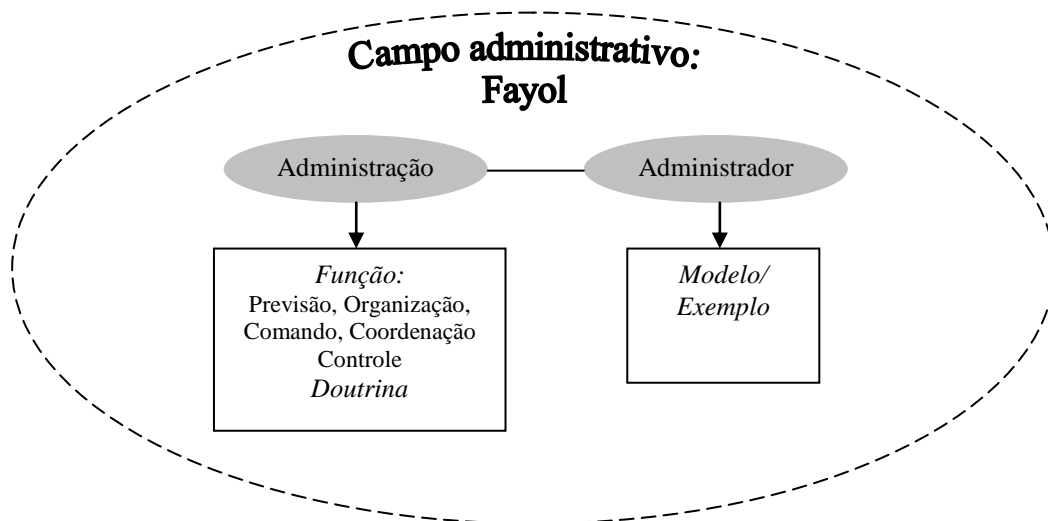 Campo administrativo:
Fayol
Administração
Administrador
Função:
Previsão, Organização,
Comando, Coordenação
Controle
Doutrina
Modelo/
Exemplo